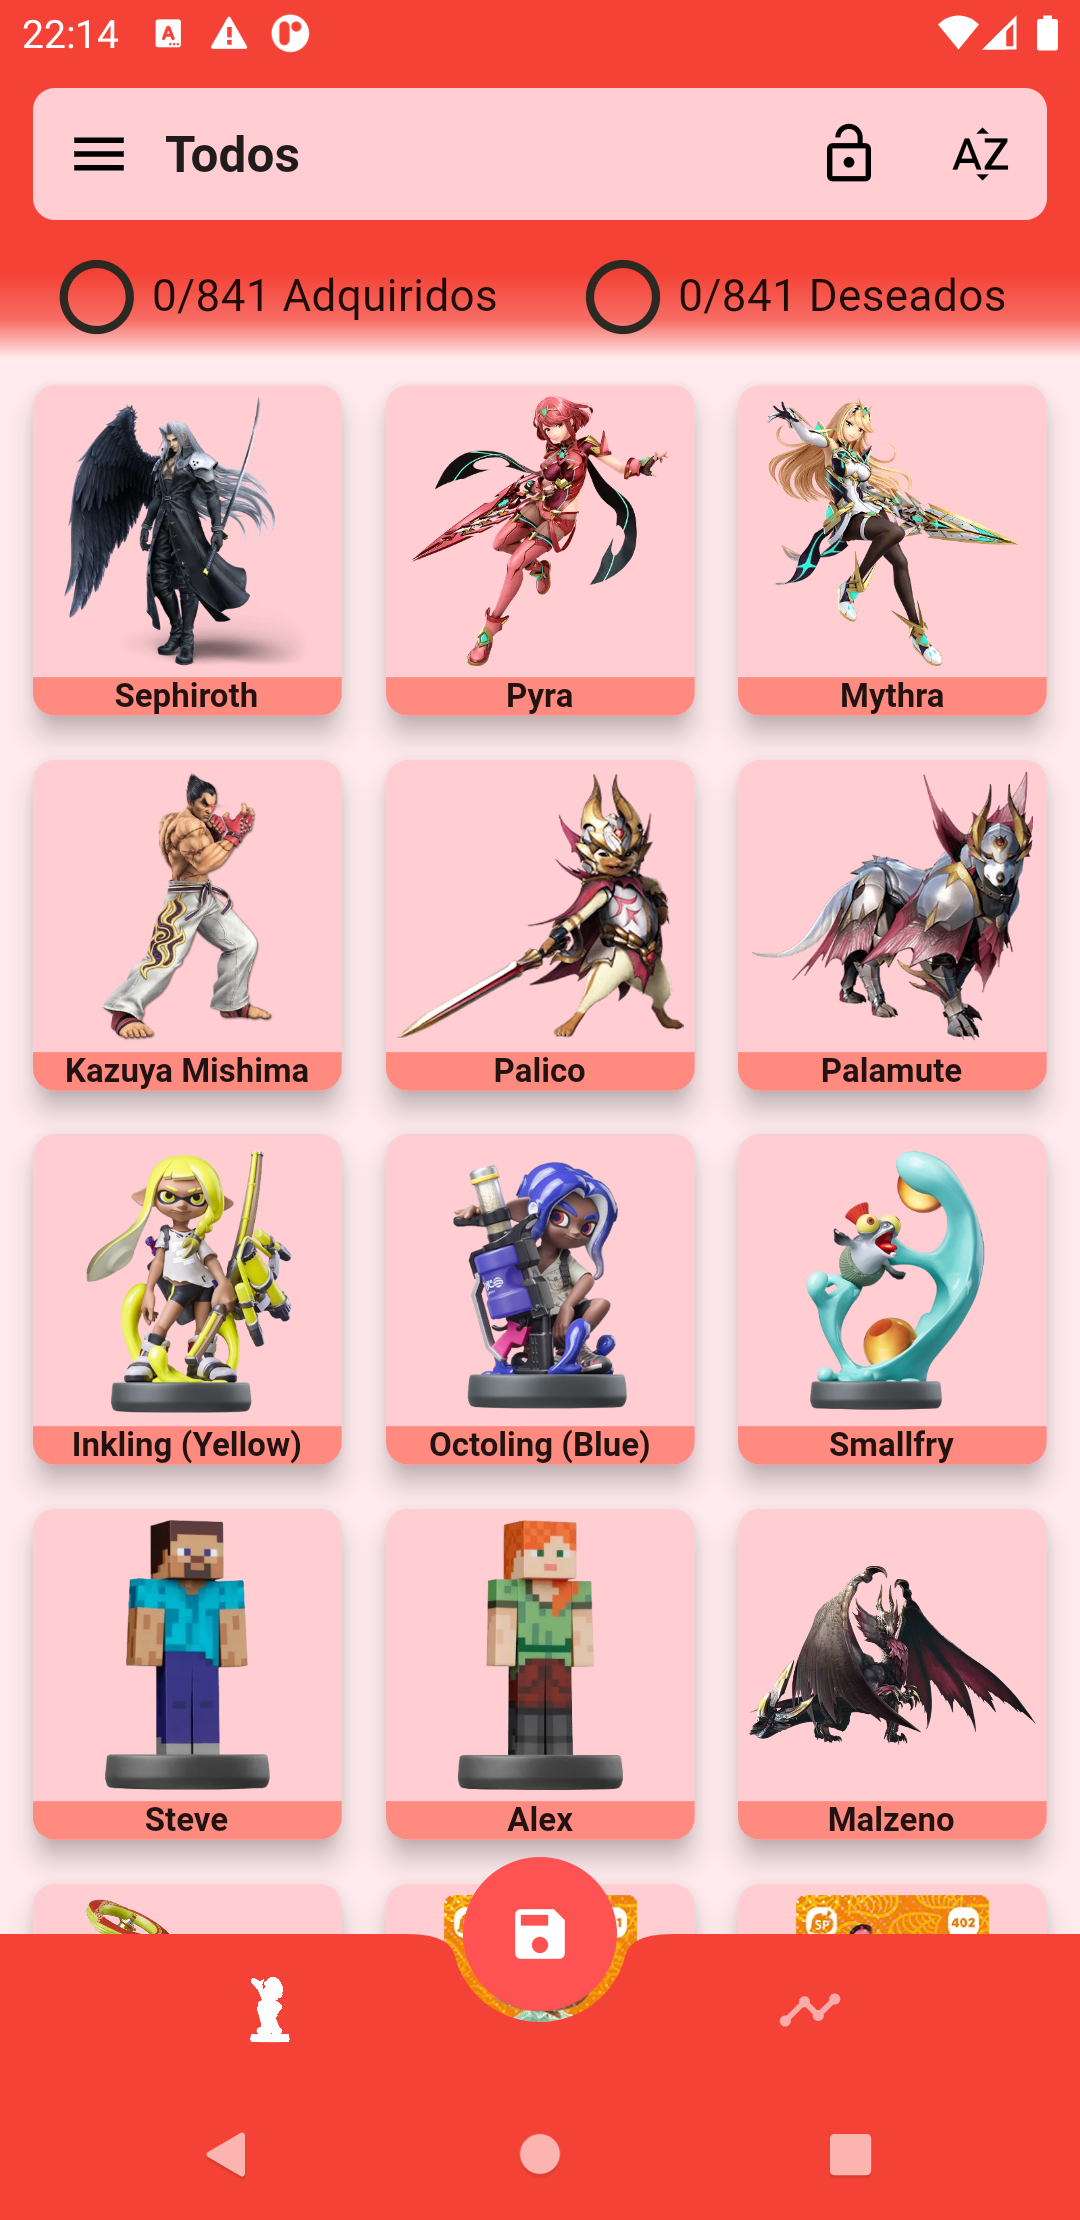 22:14
Todos
AZ
0/841 Adquiridos
0/841 Deseados
Sephiroth
Pyra
Mythra
Kazuya Mishima
Palico
Palamute
Inkling (Yellow)
Octoling (Blue)
Smallfry
Steve
Alex
Malzeno
SP
402